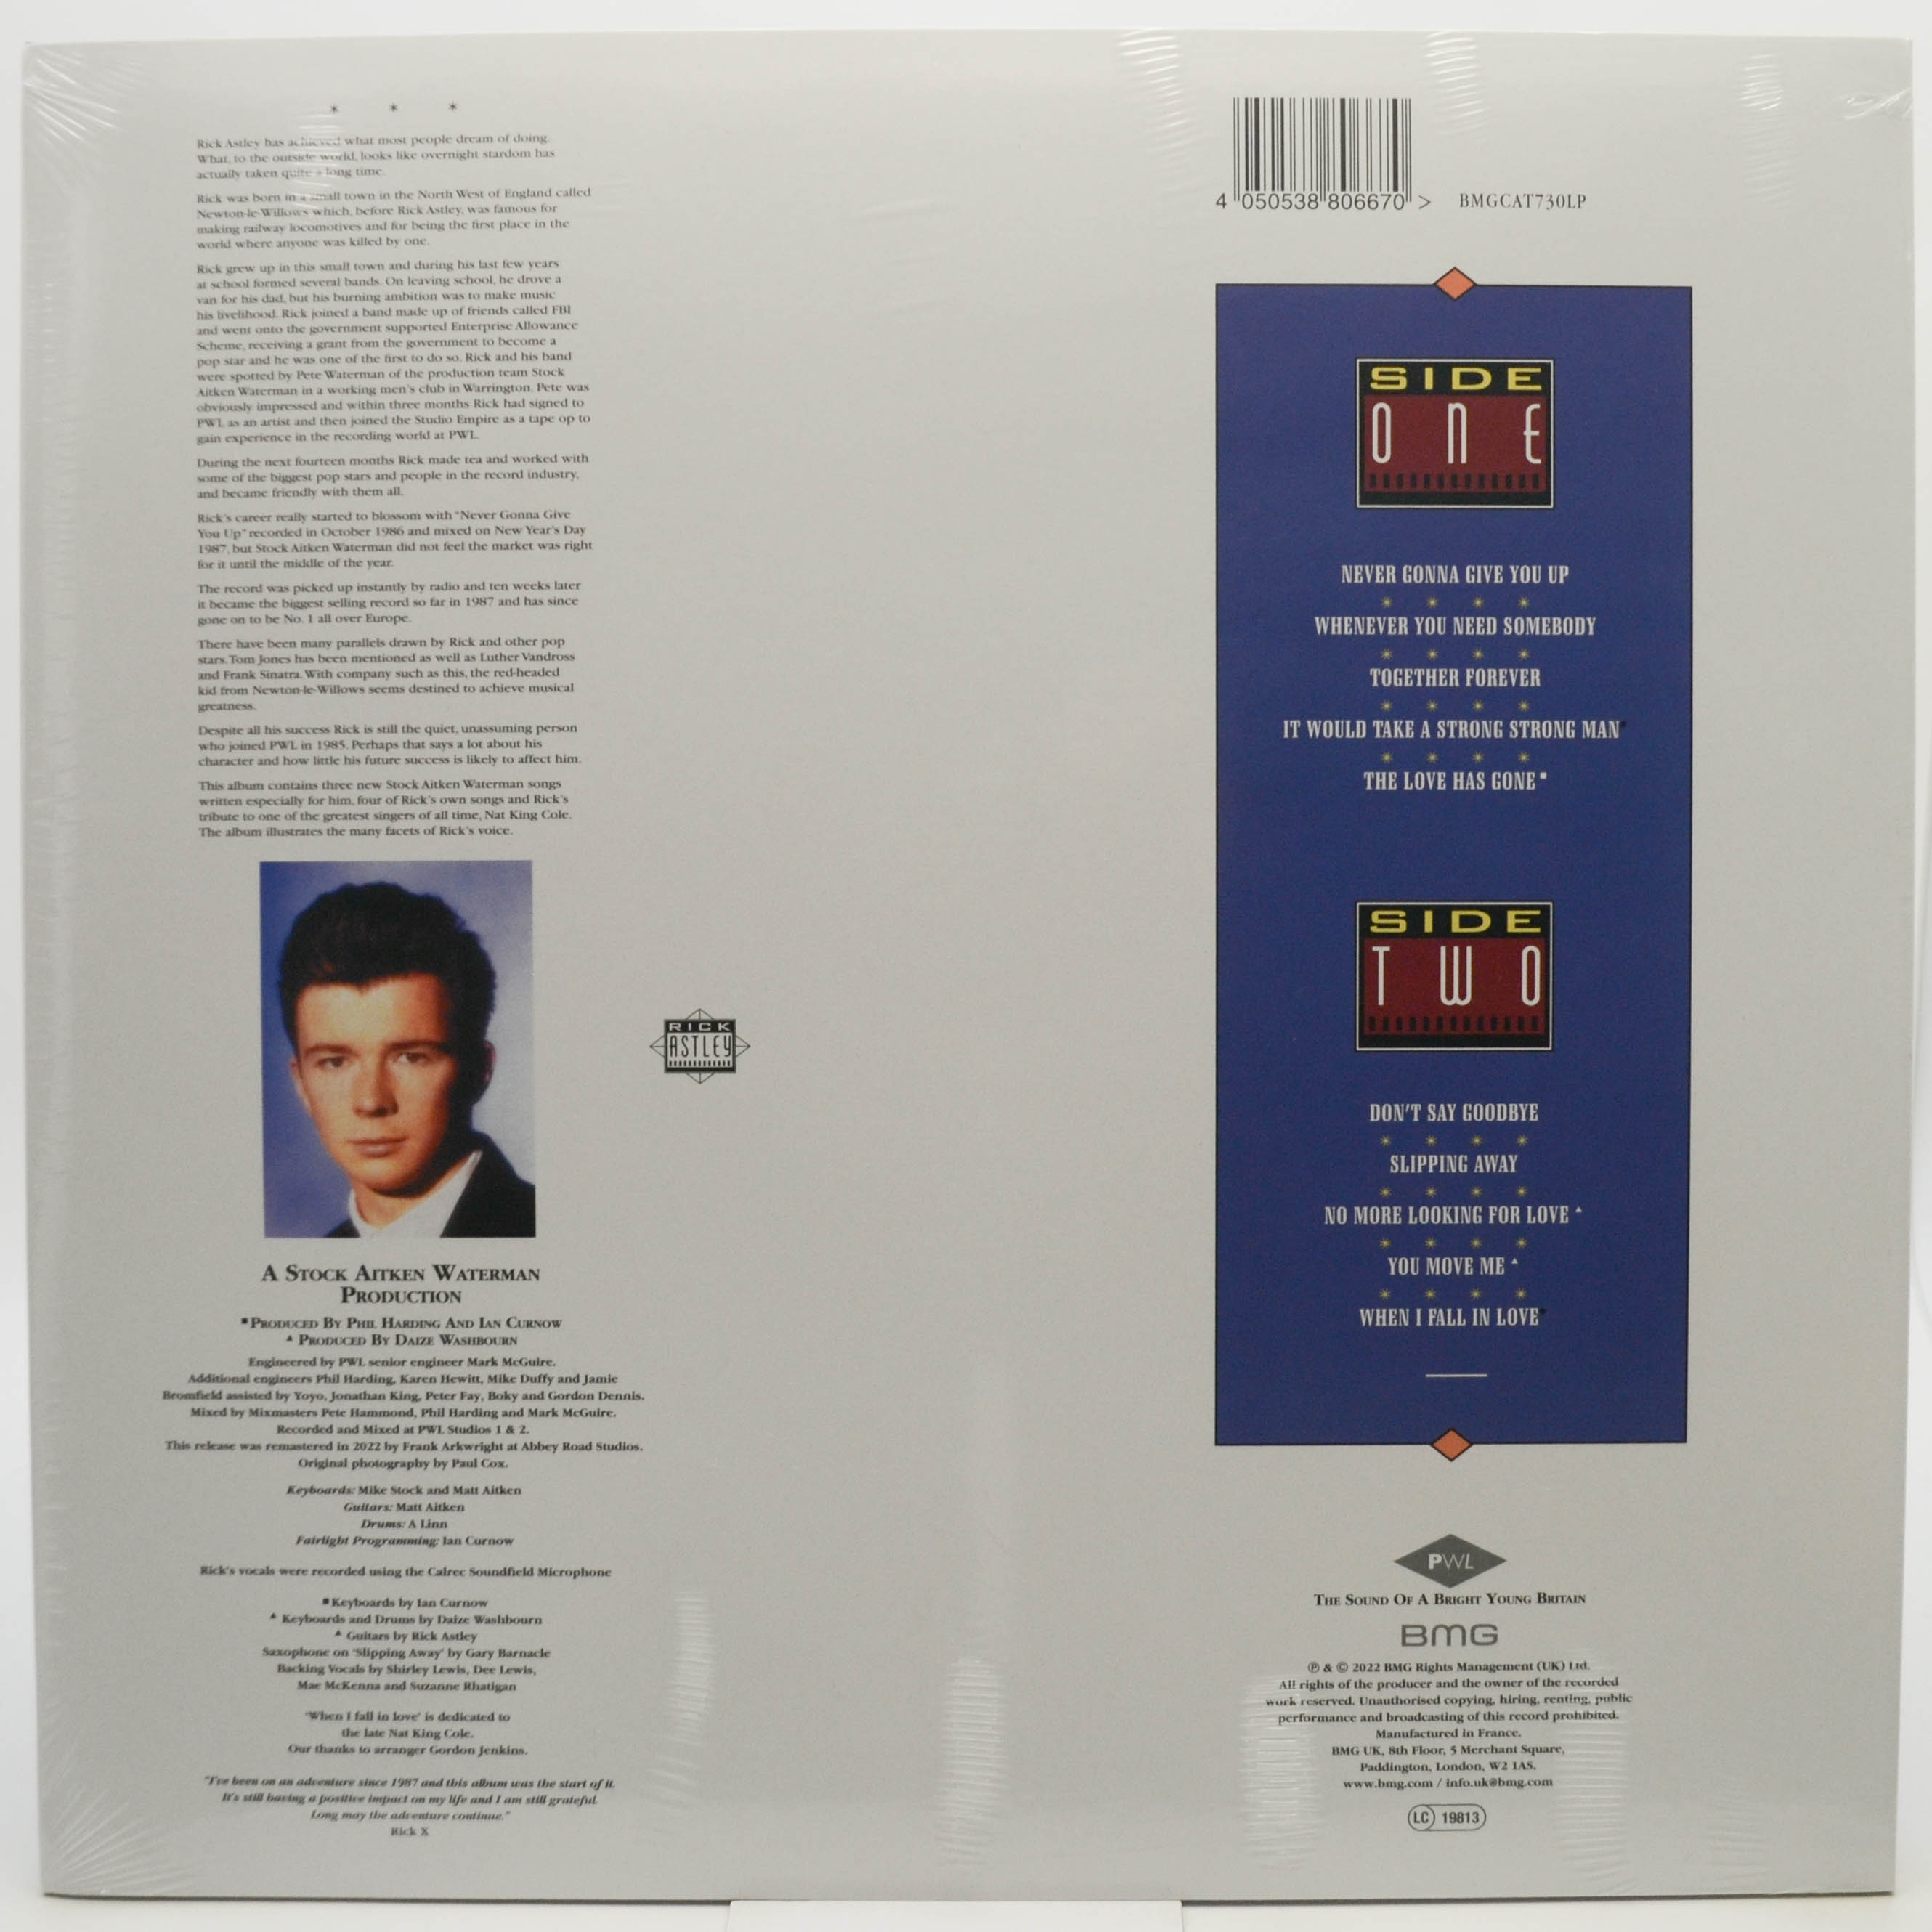 * * *
Rick Astley has achieved what most people dream of doing.
What, to the outside world, looks like overnight stardom has
actually taken quite a long time.
Rick was born in a small town in the North West of England called
Newton-le-Willows which, before Rick Astley, was famous for
making railway locomotives and for being the first place in the
world where anyone was killed by one.
Rick grew up in this small town and during his last few years
at school formed several bands. On leaving school, he drove a
van for his dad, but his burning ambition was to make music
his livelihood. Rick joined a band made up of friends called FBI
and went onto the government supported Enterprise Allowance
Scheme, receiving a grant from the government to become a
pop star and he was one of the first to do so. Rick and his band
were spotted by Pete Waterman of the production team Stock
Aitken Waterman in a working men's club in Warrington. Pete was
obviously impressed and within three months Rick had signed to
PWL as an artist and then joined the Studio Empire as a tape op to
gain experience in the recording world at PWL.
During the next fourteen months Rick made tea and worked with
some of the biggest pop stars and people in the record industry,
and became friendly with them all.
Rick's career really started to blossom with "Never Gonna Give
You Up" recorded in October 1986 and mixed on New Year's Day
1987, but Stock Aitken Waterman did not feel the market was right
for it until the middle of the year.
The record was picked up instantly by radio and ten weeks later
it became the biggest selling record so far in 1987 and has since
gone on to be No. 1 all over Europe.
There have been many parallels drawn by Rick and other pop
stars. Tom Jones has been mentioned as well as Luther Vandross
and Frank Sinatra. With company such as this, the red-headed
kid from Newton-le-Willows seems destined to achieve musical
greatness.
Despite all his success Rick is still the quiet, unassuming person
who joined PWL in 1985. Perhaps that says a lot about his
character and how little his future success is likely to affect him.
This album contains three new Stock Aitken Waterman songs
written especially for him, four of Rick's own songs and Rick's
tribute to one of the greatest singers of all time, Nat King Cole.
The album illustrates the many facets of Rick's voice.
A STOCK AITKEN WATERMAN
PRODUCTION
■ PRODUCED BY PHIL HARDING AND IAN CURNOW
▲ PRODUCED BY DAIZE WASHBOURN
Engineered by PWL senior engineer Mark McGuire.
Additional engineers Phil Harding, Karen Hewitt, Mike Duffy and Jamie
Bromfield assisted by Yoyo, Jonathan King, Peter Fay, Boky and Gordon Dennis.
Mixed by Mixmasters Pete Hammond, Phil Harding and Mark McGuire.
Recorded and Mixed at PWL Studios 1 & 2.
This release was remastered in 2022 by Frank Arkwright at Abbey Road Studios.
Original photography by Paul Cox.
Keyboards: Mike Stock and Matt Aitken
Guitars: Matt Aitken
Drums: A Linn
Fairlight Programming: Ian Curnow
Rick's vocals were recorded using the Calrec Soundfield Microphone
■ Keyboards by Ian Curnow
▲ Keyboards and Drums by Daize Washbourn
▲ Guitars by Rick Astley
Saxophone on 'Slipping Away' by Gary Barnacle
Backing Vocals by Shirley Lewis, Dee Lewis,
Mae McKenna and Suzanne Rhatigan
'When I fall in love' is dedicated to
the late Nat King Cole.
Our thanks to arranger Gordon Jenkins.
"I've been on an adventure since 1987 and this album was the start of it.
It's still having a positive impact on my life and I am still grateful.
Long may the adventure continue."
Rick X
RICK
ASTLEY
4 050538 806670 >
BMGCAT730LP
SIDE
ONE
NEVER GONNA GIVE YOU UP
WHENEVER YOU NEED SOMEBODY
TOGETHER FOREVER
IT WOULD TAKE A STRONG STRONG MAN■
THE LOVE HAS GONE■
SIDE
TWO
DON'T SAY GOODBYE
SLIPPING AWAY
NO MORE LOOKING FOR LOVE ▲
YOU MOVE ME ▲
WHEN I FALL IN LOVE■
PWL
THE SOUND OF A BRIGHT YOUNG BRITAIN
BMG
℗ & © 2022 BMG Rights Management (UK) Ltd.
All rights of the producer and the owner of the recorded
work reserved. Unauthorised copying, hiring, renting, public
performance and broadcasting of this record prohibited.
Manufactured in France.
BMG UK, 8th Floor, 5 Merchant Square,
Paddington, London, W2 1AS.
www.bmg.com / info.uk@bmg.com
LC 19813